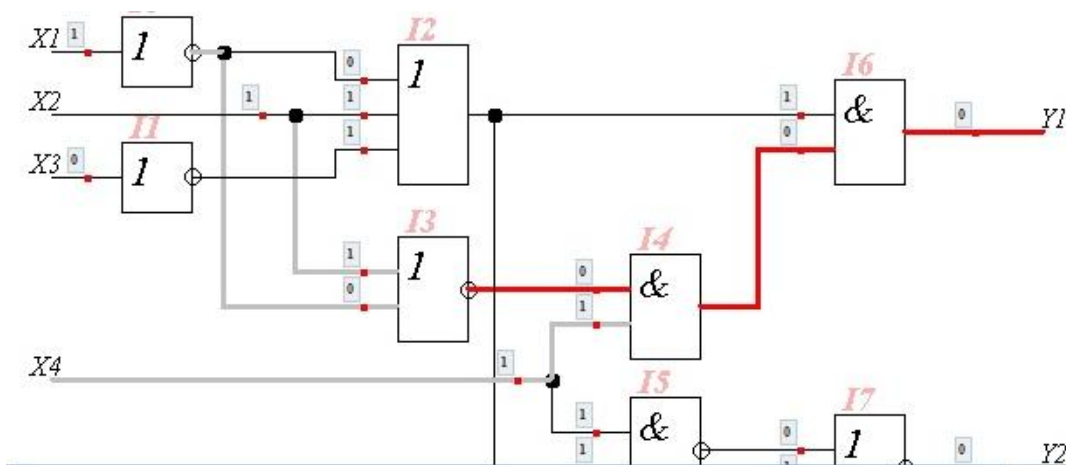 X1 1 1 I2 I6
0 1 1 &
X2 1 1 0 0 Y1
I1 1
X3 0 1
I3 I4
1 1 0 &
0 1
X4 1 I5 I7
1 & 0 1 0 Y2
1